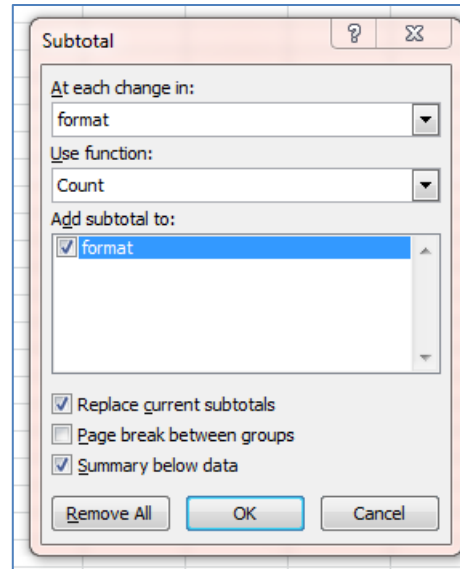 Subtotal
At each change in:
format
Use function:
Count
Add subtotal to:
format
Replace current subtotals
Page break between groups
Summary below data
Remove All OK Cancel